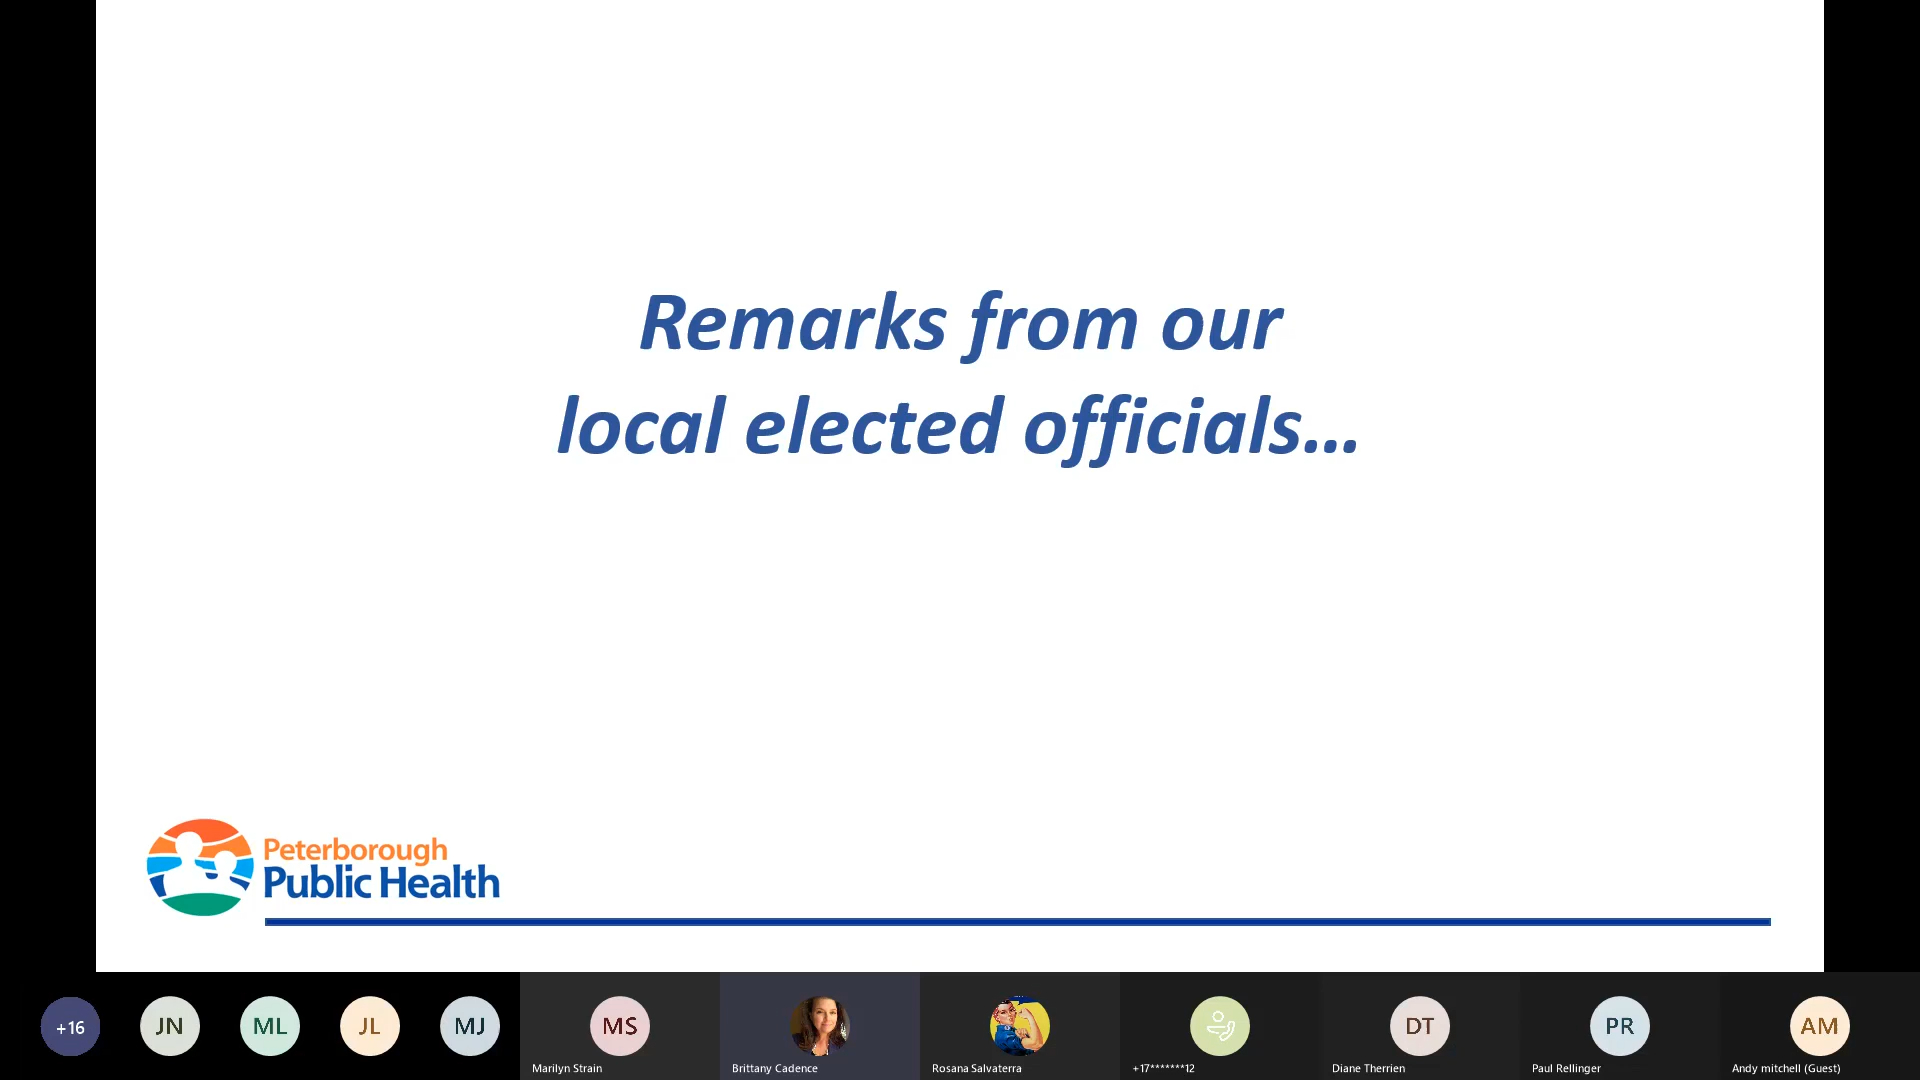 Remarks from our
local elected officials...
Peterborough
Public Health
+16
JN
ML
JL
MJ
MS
DT
PR
AM
Marilyn Strain
Brittany Cadence
Rosana Salvaterra
+17*******12
Diane Therrien
Paul Rellinger
Andy mitchell (Guest)